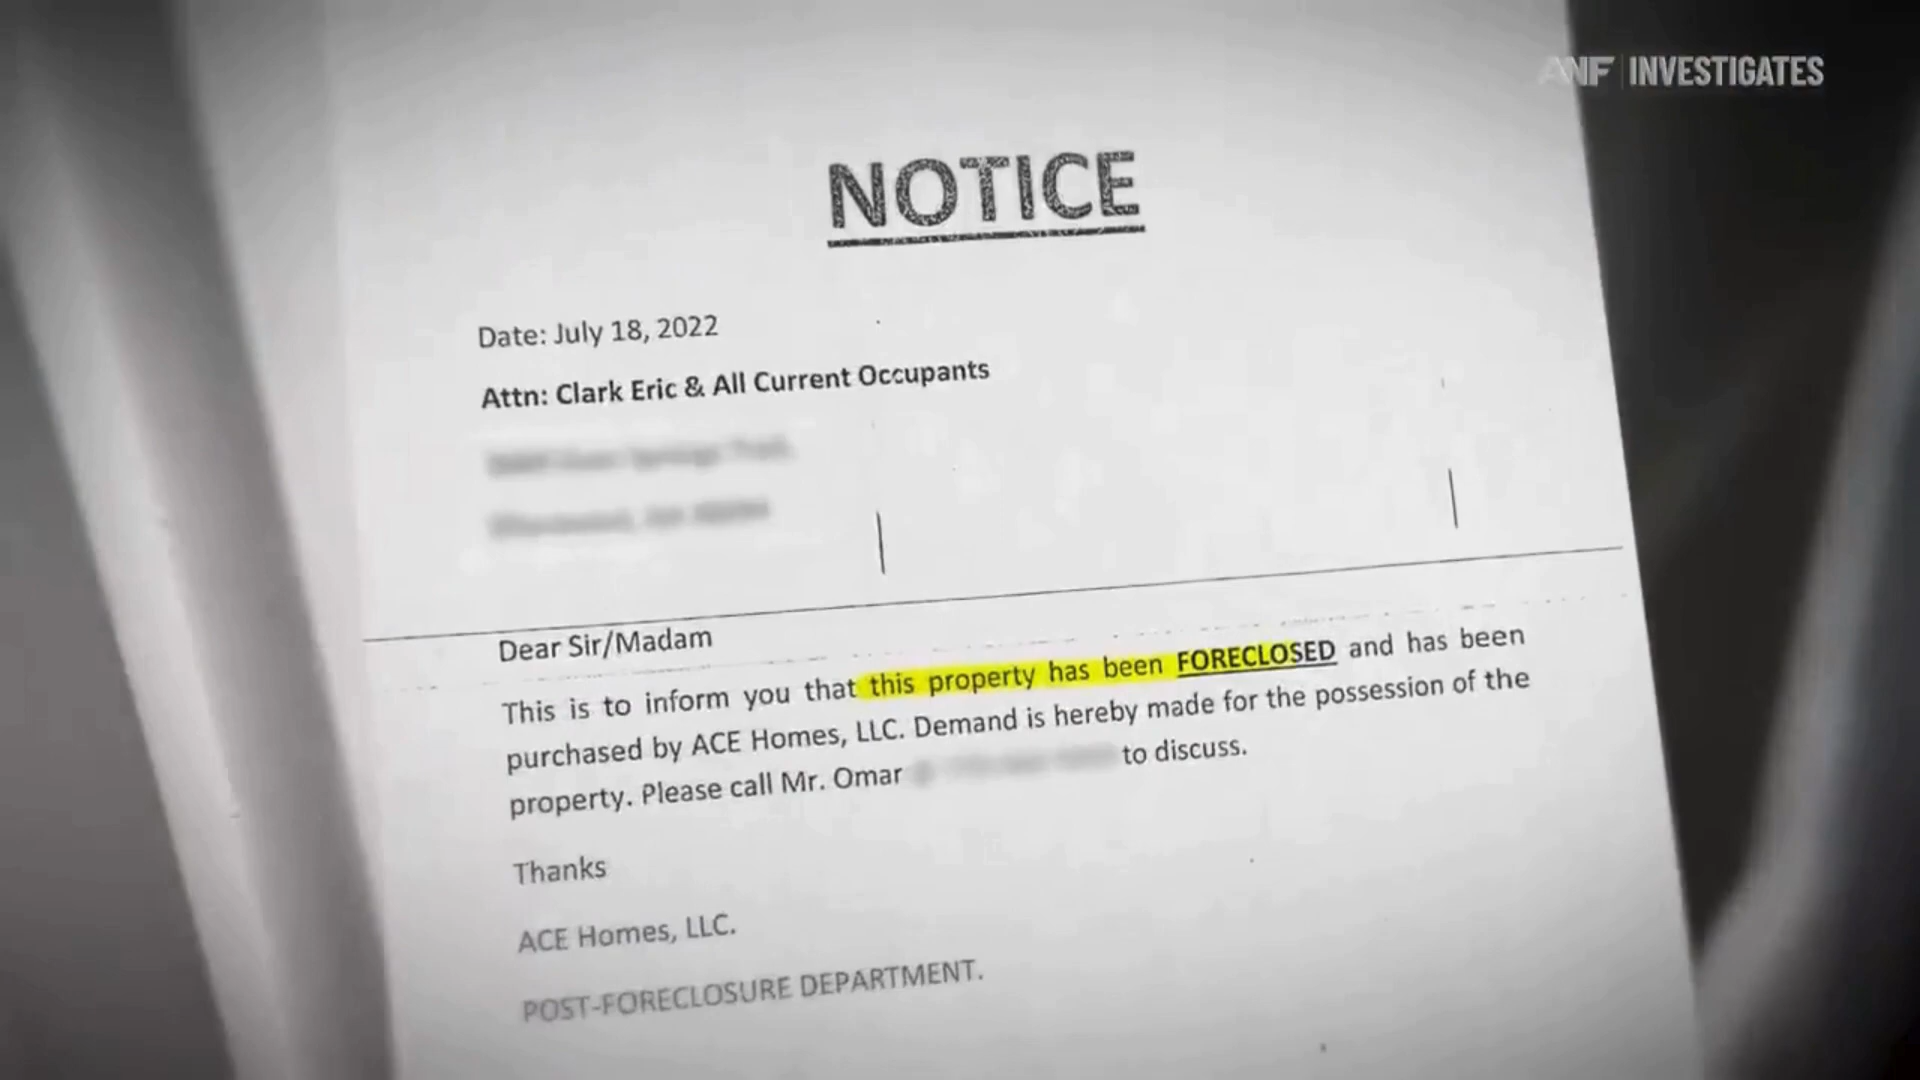 ANF | INVESTIGATES
NOTICE
Date: July 18, 2022
Attn: Clark Eric & All Current Occupants
Dear Sir/Madam
This is to inform you that this property has been FORECLOSED and has been
purchased by ACE Homes, LLC. Demand is hereby made for the possession of the
property. Please call Mr. Omar to discuss.
Thanks
ACE Homes, LLC.
POST-FORECLOSURE DEPARTMENT.